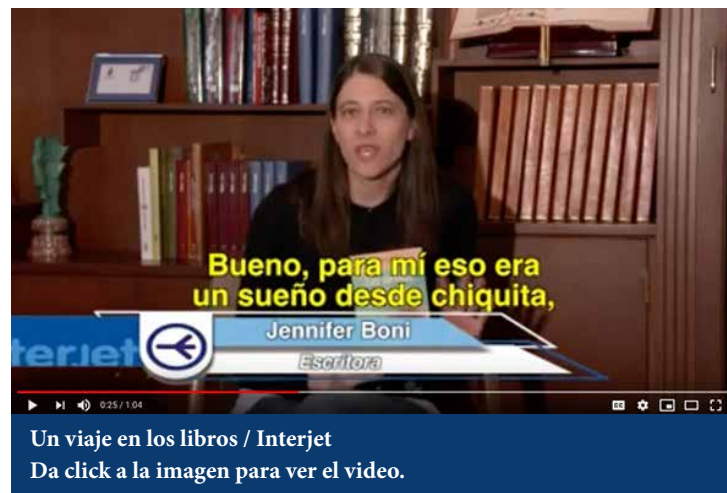 Bueno, para mí eso era
un sueño desde chiquita,
terjet
Jennifer Boni
Escritora
0:25 / 1:04
CC
Un viaje en los libros / Interjet
Da click a la imagen para ver el video.